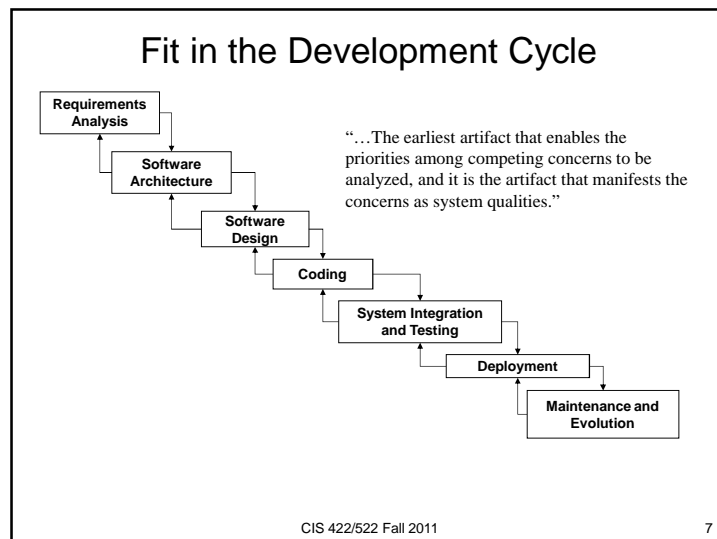 Fit in the Development Cycle
Requirements
Analysis
“…The earliest artifact that enables the
priorities among competing concerns to be
analyzed, and it is the artifact that manifests the
concerns as system qualities.”
Software
Architecture
Software
Design
Coding
System Integration
and Testing
Deployment
Maintenance and
Evolution
CIS 422/522 Fall 2011
7